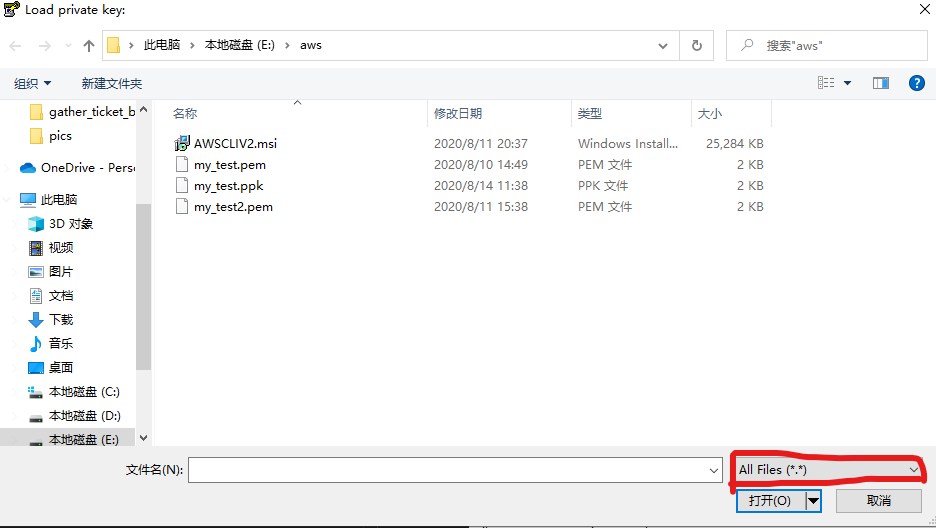 Load private key:
此电脑 > 本地磁盘 (E:) > aws
搜索"aws"
组织 新建文件夹
gather_ticket_b
pics
OneDrive - Pers
此电脑
3D 对象
视频
图片
文档
下载
音乐
桌面
本地磁盘 (C:)
本地磁盘 (D:)
本地磁盘 (E:)
名称 修改日期 类型 大小
AWSCLIV2.msi 2020/8/11 20:37 Windows Install... 25,284 KB
my_test.pem 2020/8/10 14:49 PEM 文件 2 KB
my_test.ppk 2020/8/14 11:38 PPK 文件 2 KB
my_test2.pem 2020/8/11 15:38 PEM 文件 2 KB
文件名(N):
All Files (*.*)
打开(O) 取消